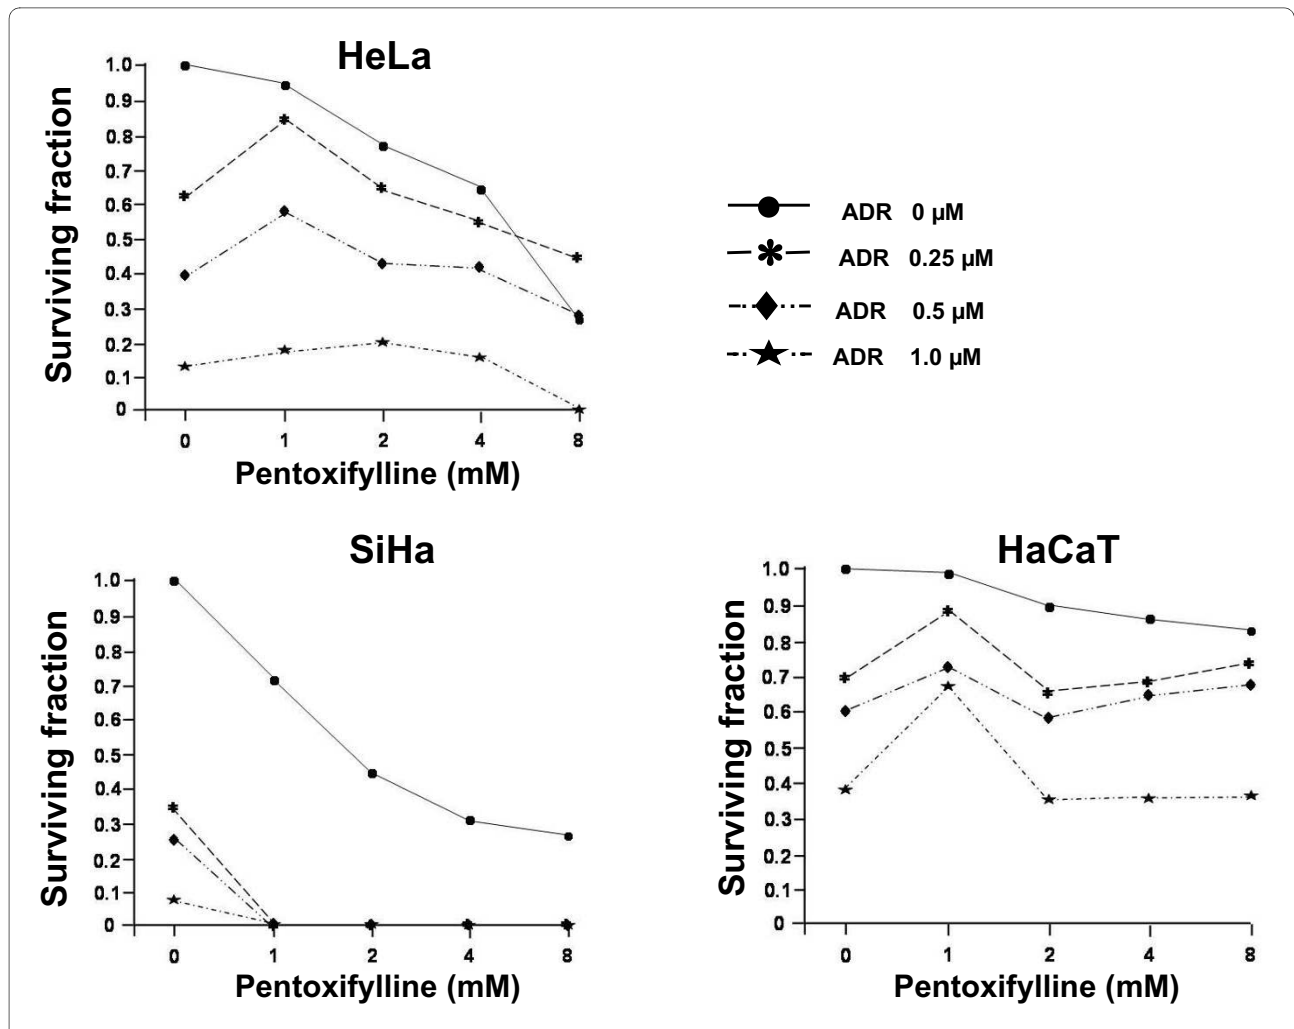 HeLa
Surviving fraction
1.0
0.9
0.8
0.7
0.6
0.5
0.4
0.3
0.2
0.1
0
0 1 2 4 8
Pentoxifylline (mM)
ADR 0 µM
ADR 0.25 µM
ADR 0.5 µM
ADR 1.0 µM
SiHa
Surviving fraction
1.0
0.9
0.8
0.7
0.6
0.5
0.4
0.3
0.2
0.1
0
0 1 2 4 8
Pentoxifylline (mM)
HaCaT
Surviving fraction
1.0
0.9
0.8
0.7
0.6
0.5
0.4
0.3
0.2
0.1
0
0 1 2 4 8
Pentoxifylline (mM)